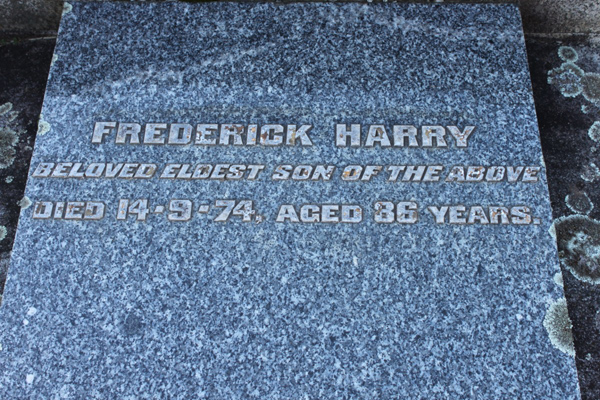 FREDERICK HARRY
BELOVED ELDEST SON OF THE ABOVE
DIED 14-9-74, AGED 86 YEARS.